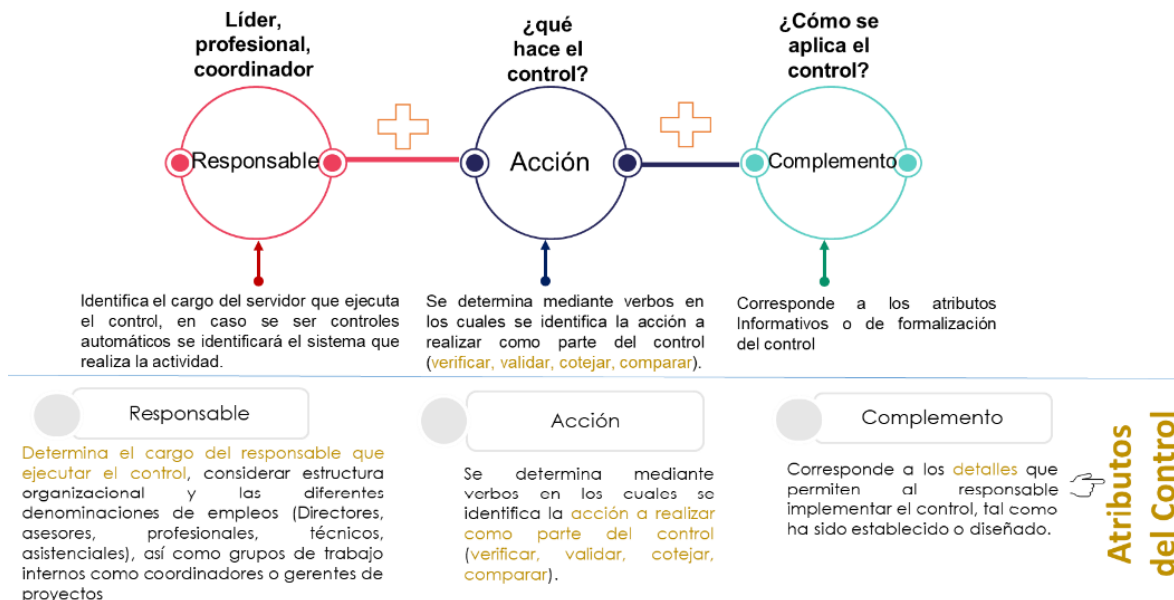 Líder,
profesional,
coordinador
¿qué
hace el
control?
¿Cómo se
aplica el
control?
Responsable
Acción
Complemento
Identifica el cargo del servidor que ejecuta
el control, en caso se ser controles
automáticos se identificará el sistema que
realiza la actividad.
Se determina mediante verbos en
los cuales se identifica la acción a
realizar como parte del control
(verificar, validar, cotejar, comparar).
Corresponde a los atributos
Informativos o de formalización
del control
Responsable
Determina el cargo del responsable que
ejecutar el control, considerar estructura
organizacional y las diferentes
denominaciones de empleos (Directores,
asesores, profesionales, técnicos,
asistenciales), así como grupos de trabajo
internos como coordinadores o gerentes de
proyectos
Acción
Se determina mediante
verbos en los cuales se
identifica la acción a realizar
como parte del control
(verificar, validar, cotejar,
comparar).
Complemento
Corresponde a los detalles que
permiten al responsable
implementar el control, tal como
ha sido establecido o diseñado.
Atributos
del Control